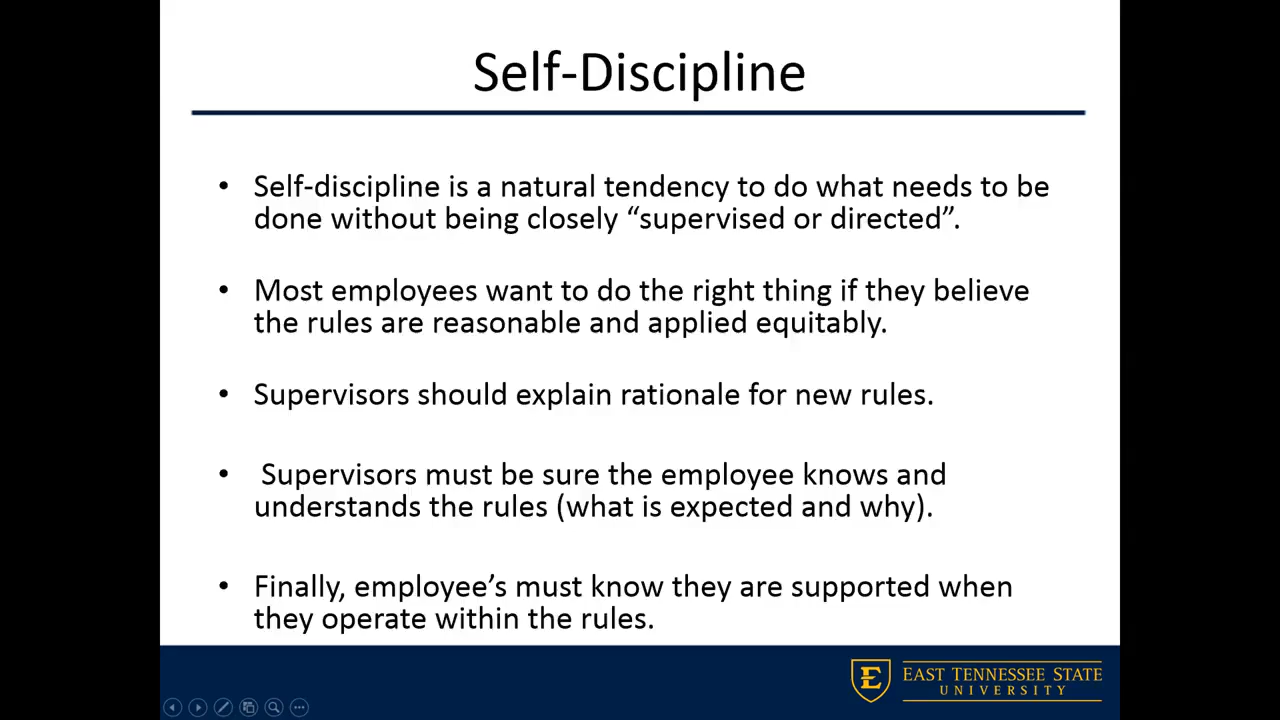 Self-Discipline
• Self-discipline is a natural tendency to do what needs to be
done without being closely “supervised or directed”.
• Most employees want to do the right thing if they believe
the rules are reasonable and applied equitably.
• Supervisors should explain rationale for new rules.
• Supervisors must be sure the employee knows and
understands the rules (what is expected and why).
• Finally, employee’s must know they are supported when
they operate within the rules.
E
EAST TENNESSEE STATE
UNIVERSITY